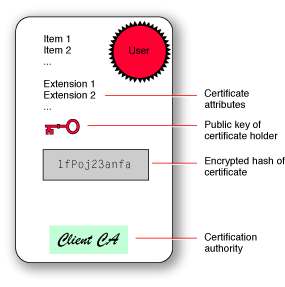 Item 1
Item 2
...
User
Extension 1
Extension 2
...
Certificate
attributes
Public key of
certificate holder
1fPoj23anfa
Encrypted hash of
certificate
Client CA
Certification
authority